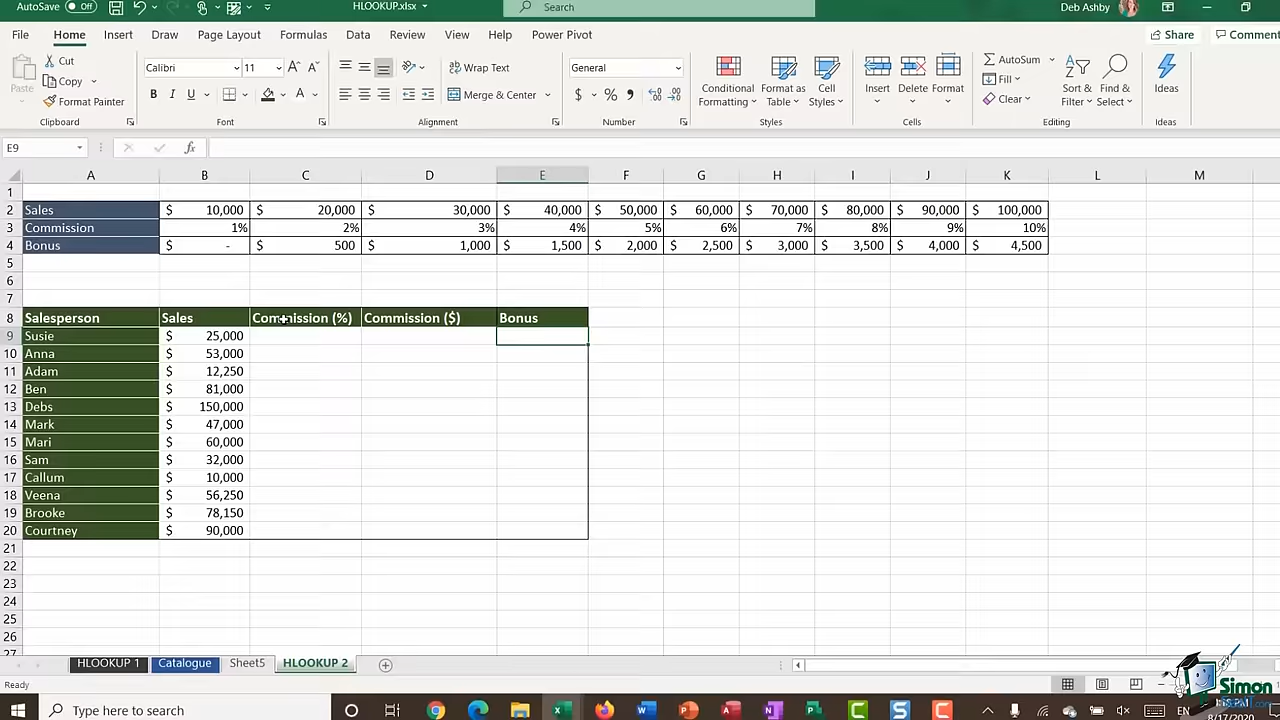 AutoSave Off HLOOKUP.xlsx Search Deb Ashby
File Home Insert Draw Page Layout Formulas Data Review View Help Power Pivot Share Comment
Paste Cut Copy Format Painter Clipboard
Calibri 11 A A B I U A Font
Wrap Text Merge & Center Alignment
General $ % , Number
Conditional Formatting Format as Table Cell Styles Styles
Insert Delete Format Cells
AutoSum Fill Clear Sort & Filter Find & Select Editing
Ideas Ideas
E9 fx
A B C D E F G H I J K L M
1
2 Sales $ 10,000 $ 20,000 $ 30,000 $ 40,000 $ 50,000 $ 60,000 $ 70,000 $ 80,000 $ 90,000 $ 100,000
3 Commission 1% 2% 3% 4% 5% 6% 7% 8% 9% 10%
4 Bonus $ - $ 500 $ 1,000 $ 1,500 $ 2,000 $ 2,500 $ 3,000 $ 3,500 $ 4,000 $ 4,500
5
6
7
8 Salesperson Sales Commission (%) Commission ($) Bonus
9 Susie $ 25,000
10 Anna $ 53,000
11 Adam $ 12,250
12 Ben $ 81,000
13 Debs $ 150,000
14 Mark $ 47,000
15 Mari $ 60,000
16 Sam $ 32,000
17 Callum $ 10,000
18 Veena $ 56,250
19 Brooke $ 78,150
20 Courtney $ 90,000
21
22
23
24
25
26
27
HLOOKUP 1 Catalogue Sheet5 HLOOKUP 2
Ready
Simon
Type here to search EN